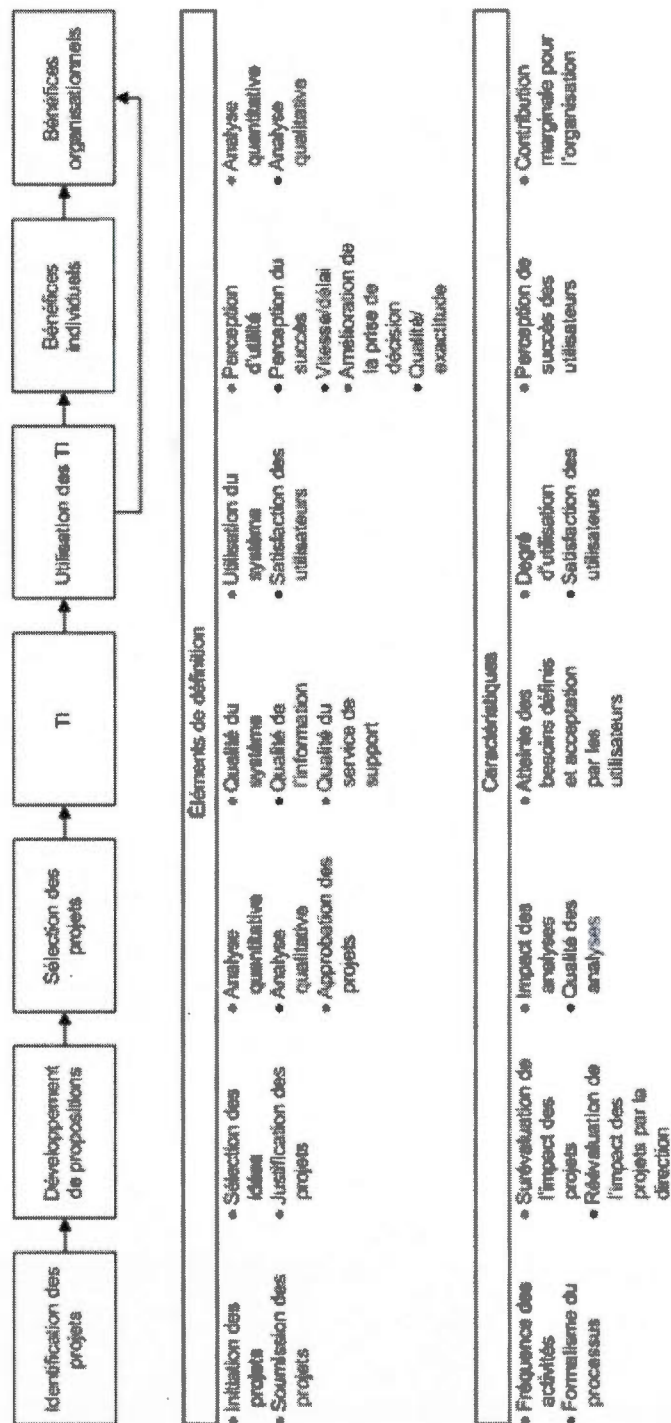 Identification des
projets
Développement
de propositions
Sélection des
projets
TI
Utilisation des TI
Bénéfices
individuels
Bénéfices
organisationnels
Éléments de définition
• Initiation des
projets
• Soumission des
projets
• Sélection des
idées
• Justification des
projets
• Analyse
quantitative
• Analyse
qualitative
• Approbation des
projets
• Qualité du
système
• Qualité de
l'information
• Qualité du
service de
support
• Utilisation du
système
• Satisfaction des
utilisateurs
• Perception
d'utilité
• Perception du
succès
• Vitesse/délai
• Amélioration de
la prise de
décision
• Qualité/
exactitude
• Analyse
quantitative
• Analyse
qualitative
Caractéristiques
• Fréquence des
activités
• Formalisme du
processus
• Surévaluation de
l'impact des
projets
• Réévaluation de
l'impact des
projets par la
direction
• Impact des
analyses
• Qualité des
analyses
• Atteinte des
besoins définis
et acceptation
par les
utilisateurs
• Degré
d'utilisation
• Satisfaction des
utilisateurs
• Perception de
succès des
utilisateurs
• Contribution
marginale pour
l'organisation